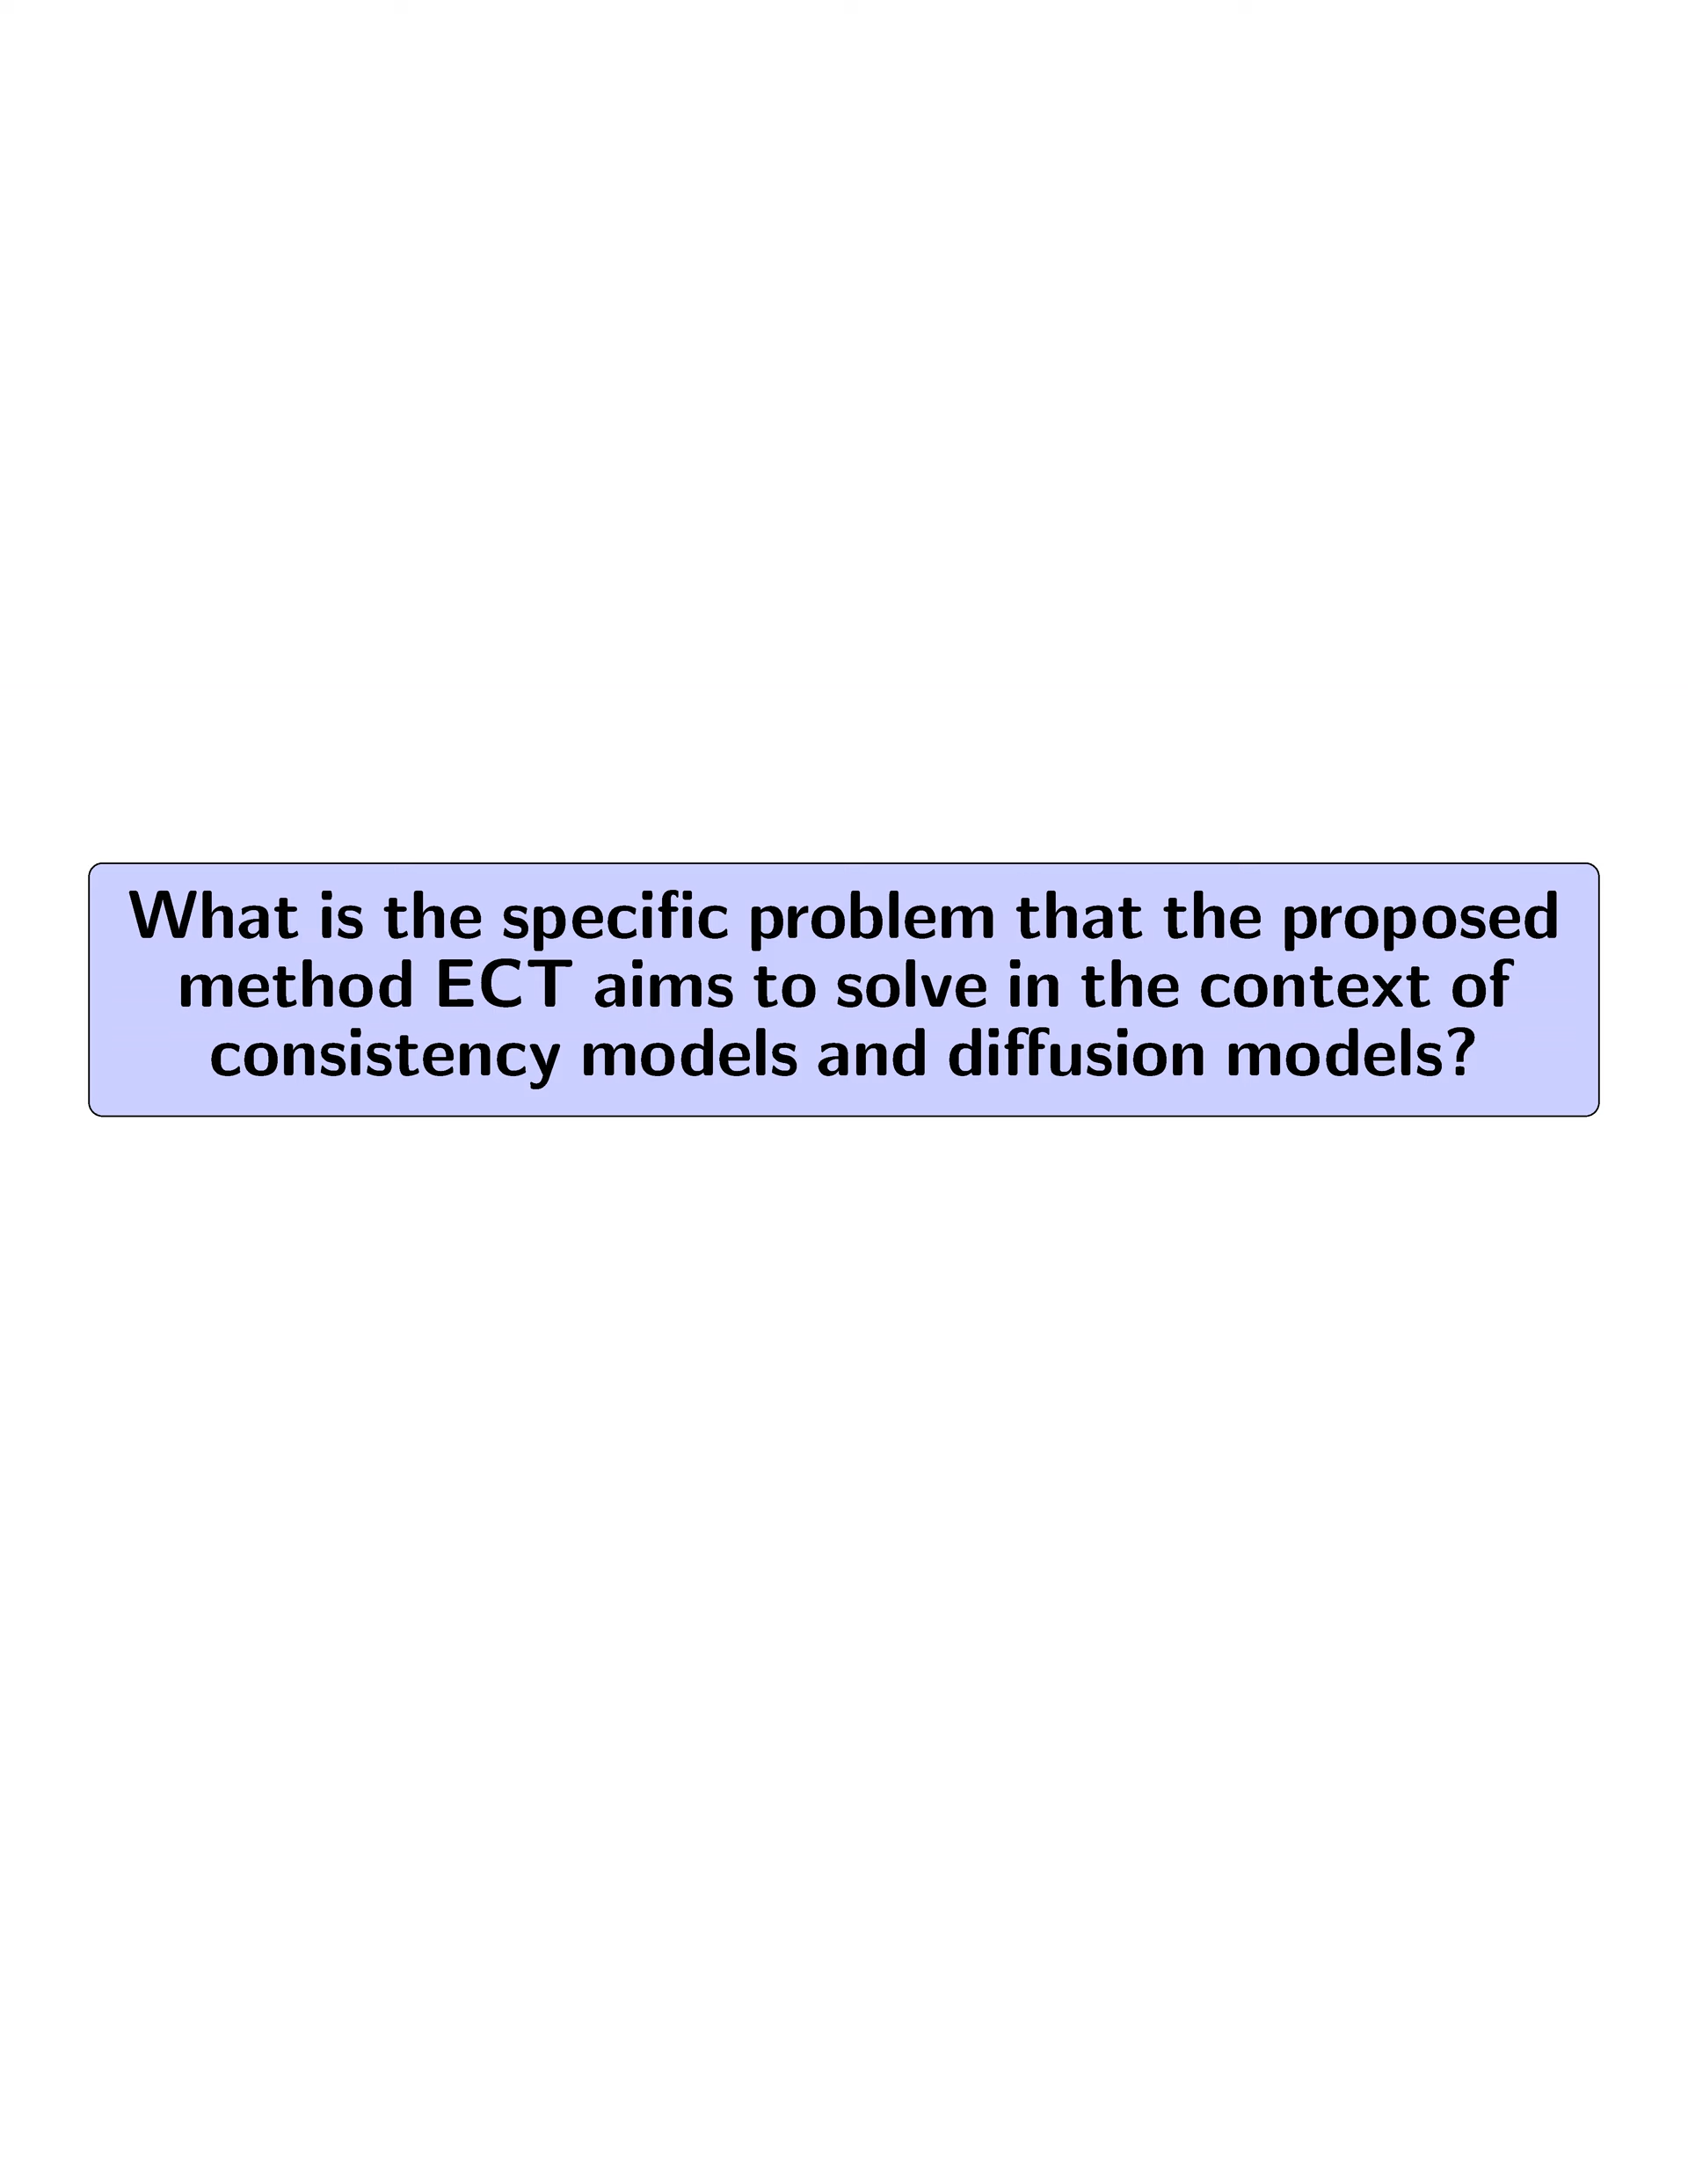 What is the specific problem that the proposed
method ECT aims to solve in the context of
consistency models and diffusion models?